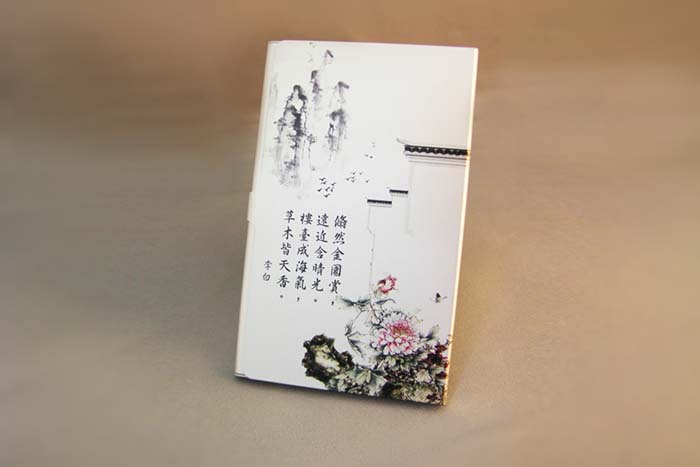 翛然金園賞，
遠近含晴光。
樓臺成海氣，
草木皆天香。
李白